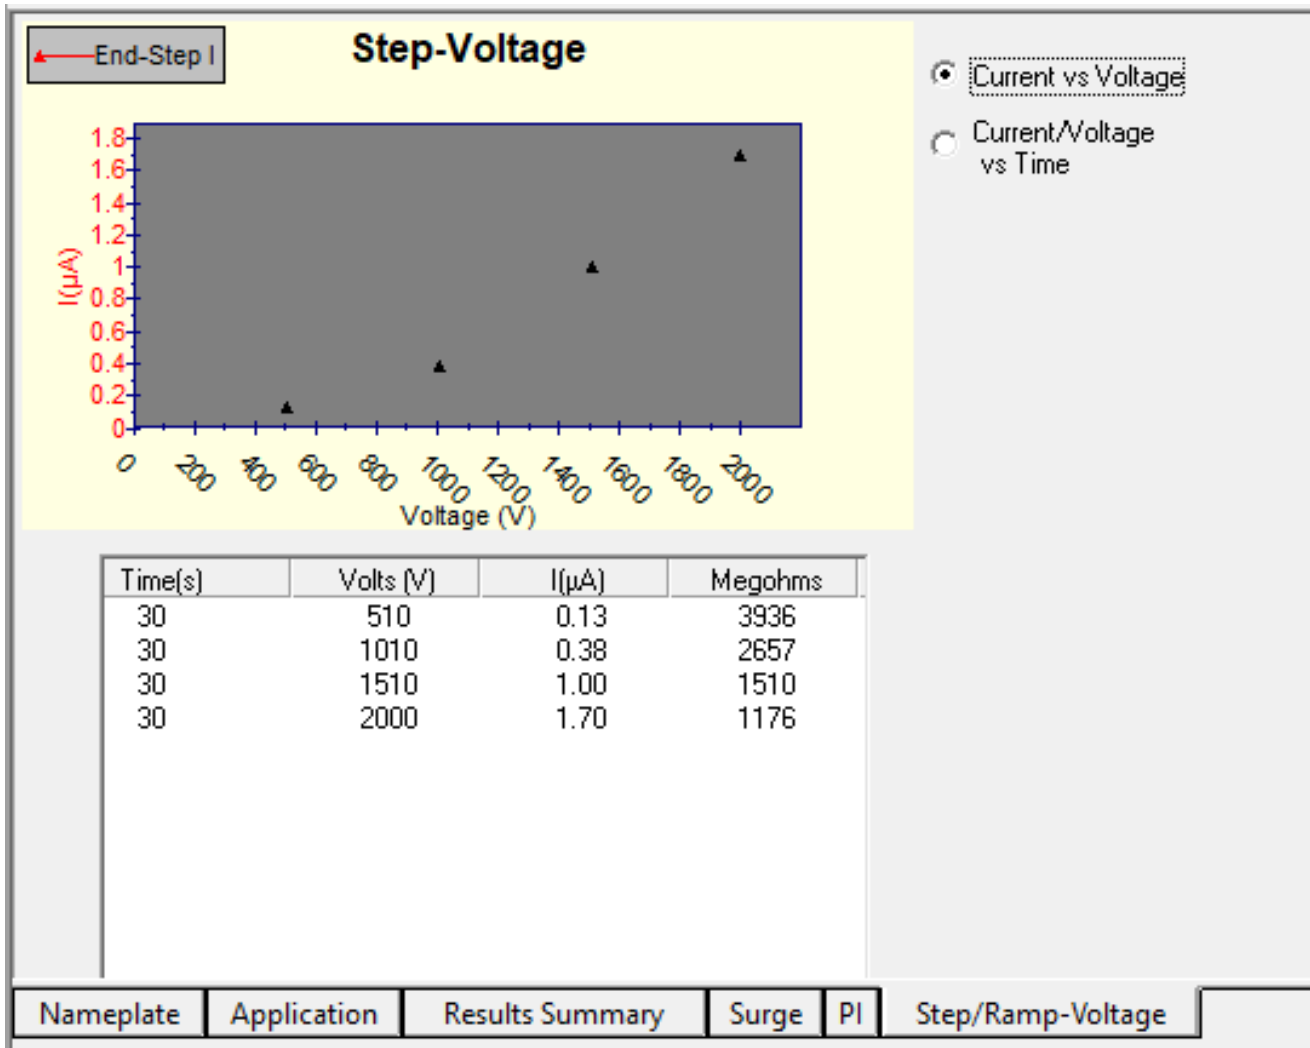 End-Step I
Step-Voltage
Current vs Voltage
Current/Voltage
vs Time
1.8
1.6
1.4
1.2
1
0.8
0.6
0.4
0.2
0
I(µA)
0 200 400 600 800 1000 1200 1400 1600 1800 2000
Voltage (V)
Time(s) Volts (V) I(µA) Megohms
30 510 0.13 3936
30 1010 0.38 2657
30 1510 1.00 1510
30 2000 1.70 1176
Nameplate Application Results Summary Surge PI Step/Ramp-Voltage